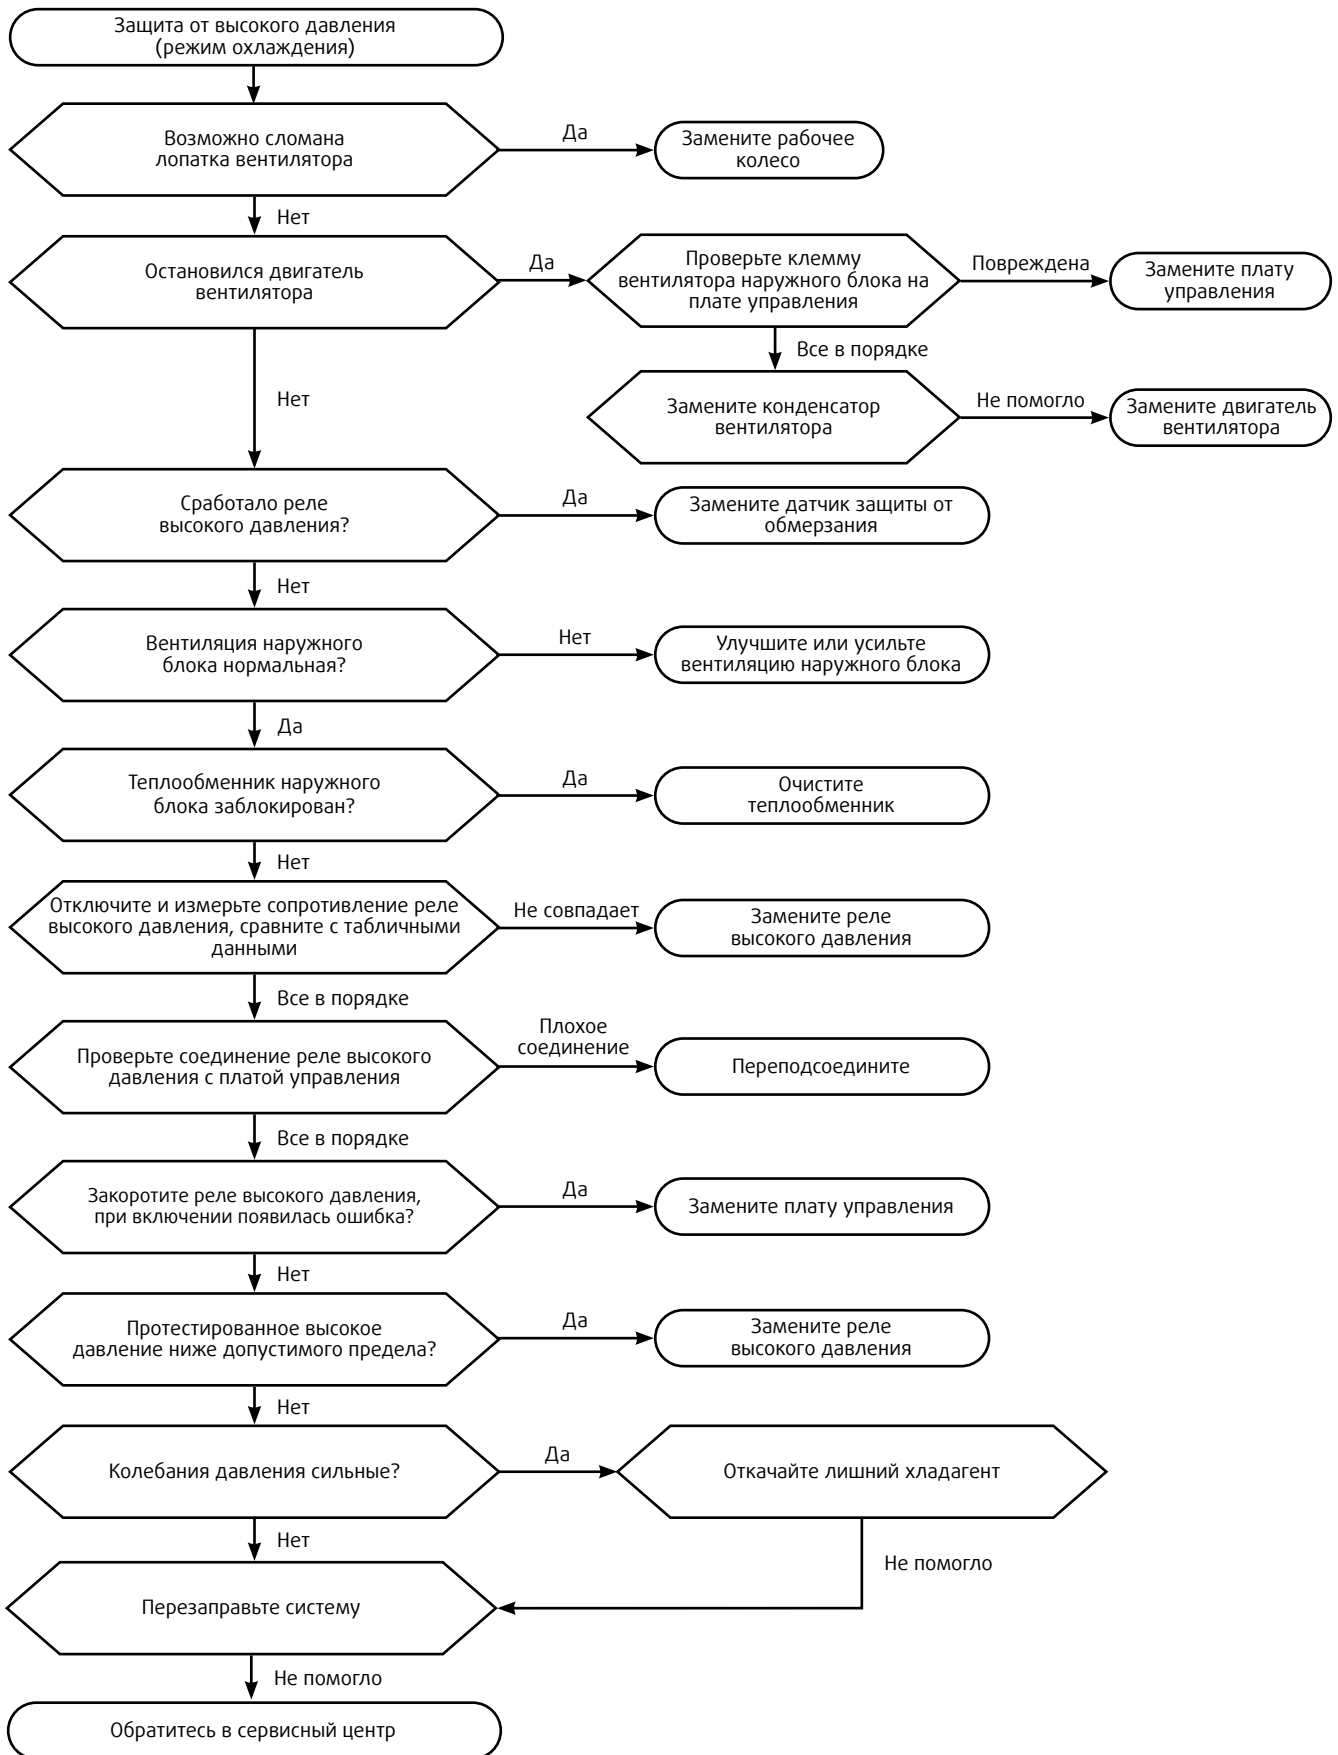 Защита от высокого давления
(режим охлаждения)
Возможно сломана
лопатка вентилятора
Да
Замените рабочее
колесо
Нет
Остановился двигатель
вентилятора
Да
Проверьте клемму
вентилятора наружного блока на
плате управления
Повреждена
Замените плату
управления
Все в порядке
Нет
Замените конденсатор
вентилятора
Не помогло
Замените двигатель
вентилятора
Сработало реле
высокого давления?
Да
Замените датчик защиты от
обмерзания
Нет
Вентиляция наружного
блока нормальная?
Нет
Улучшите или усильте
вентиляцию наружного блока
Да
Теплообменник наружного
блока заблокирован?
Да
Очистите
теплообменник
Нет
Отключите и измерьте сопротивление реле
высокого давления, сравните с табличными
данными
Не совпадает
Замените реле
высокого давления
Все в порядке
Проверьте соединение реле высокого
давления с платой управления
Плохое
соединение
Переподсоедините
Все в порядке
Закоротите реле высокого давления,
при включении появилась ошибка?
Да
Замените плату управления
Нет
Протестированное высокое
давление ниже допустимого предела?
Да
Замените реле
высокого давления
Нет
Колебания давления сильные?
Да
Откачайте лишний хладагент
Нет
Не помогло
Перезаправьте систему
Не помогло
Обратитесь в сервисный центр